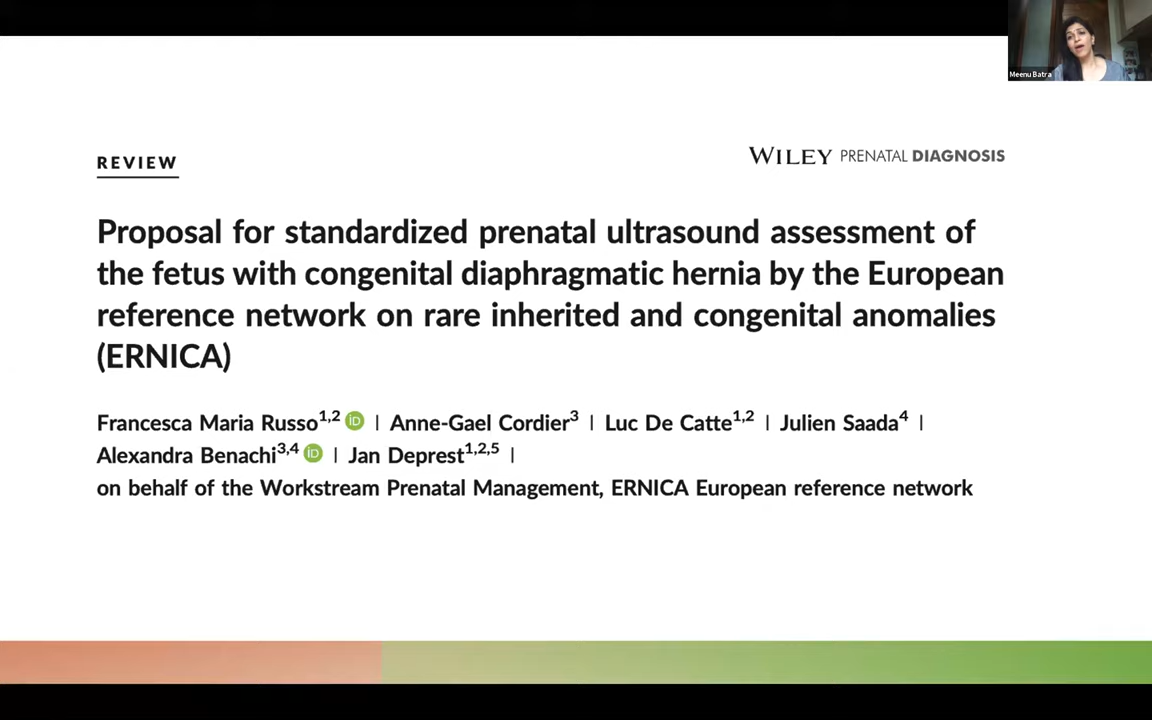 Meenu Batra
REVIEW
WILEY PRENATAL DIAGNOSIS
Proposal for standardized prenatal ultrasound assessment of
the fetus with congenital diaphragmatic hernia by the European
reference network on rare inherited and congenital anomalies
(ERNICA)
Francesca Maria Russo1,2 iD | Anne-Gael Cordier3 | Luc De Catte1,2 | Julien Saada4 |
Alexandra Benachi3,4 iD | Jan Deprest1,2,5 |
on behalf of the Workstream Prenatal Management, ERNICA European reference network